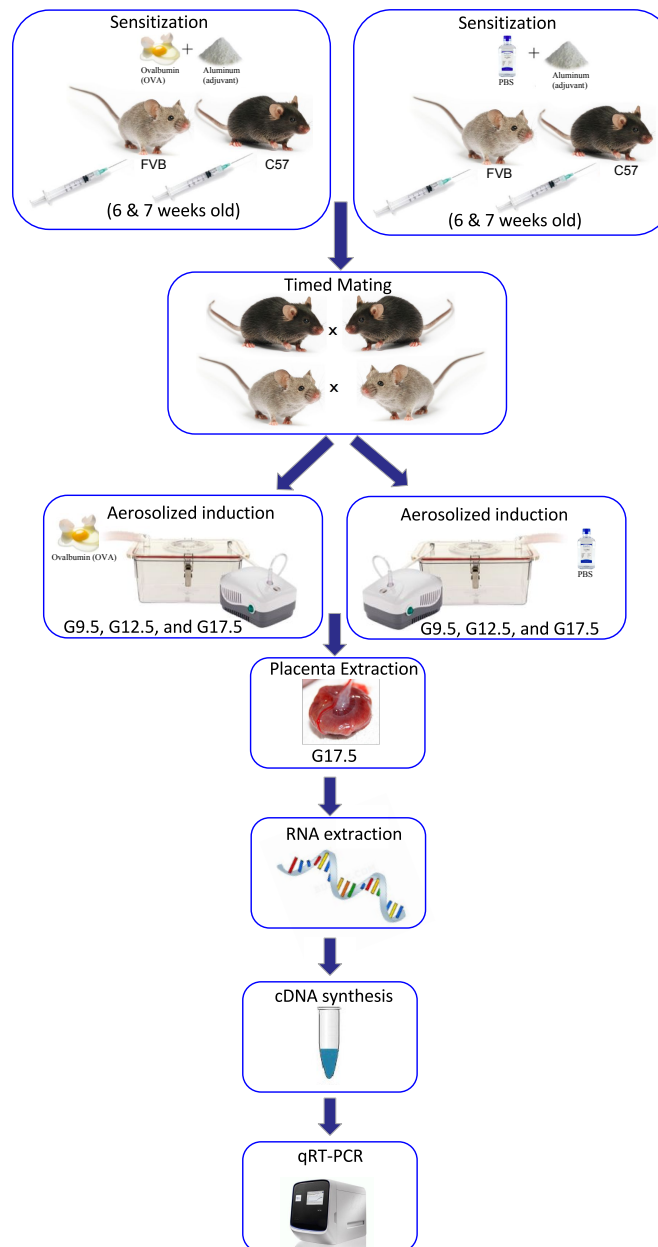 Sensitization
+
Ovalbumin
(OVA)
Aluminum
(adjuvant)
FVB
C57
(6 & 7 weeks old)
Sensitization
+
PBS
Aluminum
(adjuvant)
FVB
C57
(6 & 7 weeks old)
Timed Mating
x
x
Aerosolized induction
Ovalbumin (OVA)
G9.5, G12.5, and G17.5
Aerosolized induction
PBS
G9.5, G12.5, and G17.5
Placenta Extraction
G17.5
RNA extraction
cDNA synthesis
qRT-PCR